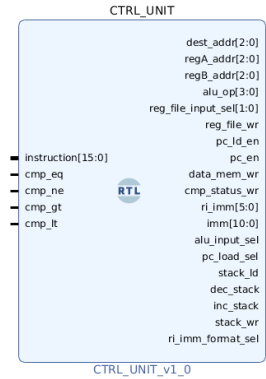 CTRL_UNIT
dest_addr[2:0]
regA_addr[2:0]
regB_addr[2:0]
alu_op[3:0]
reg_file_input_sel[1:0]
reg_file_wr
pc_ld_en
instruction[15:0] pc_en
cmp_eq data_mem_wr
cmp_ne RTL cmp_status_wr
cmp_gt ri_imm[5:0]
cmp_lt imm[10:0]
alu_input_sel
pc_load_sel
stack_ld
dec_stack
inc_stack
stack_wr
ri_imm_format_sel
CTRL_UNIT_v1_0